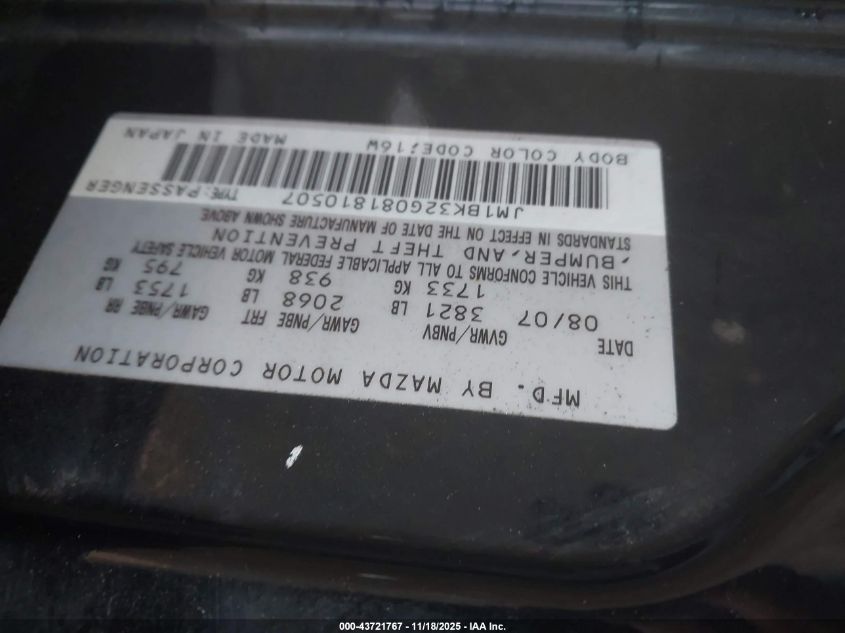 MFD. BY MAZDA MOTOR CORPORATION
DATE GVWR/PNBV GAWR/PNBE FRT GAWR/PNBE RR
08/07 3821 LB 2068 LB 1753 LB
1733 KG 938 KG 795 KG
THIS VEHICLE CONFORMS TO ALL APPLICABLE FEDERAL MOTOR VEHICLE SAFETY
,BUMPER,AND THEFT PREVENTION
STANDARDS IN EFFECT ON THE DATE OF MANUFACTURE SHOWN ABOVE
JM1BK32G081810507 TYPE:PASSENGER
BODY COLOR CODE:16W MADE IN JAPAN
000-43721767 - 11/18/2025 - IAA Inc.